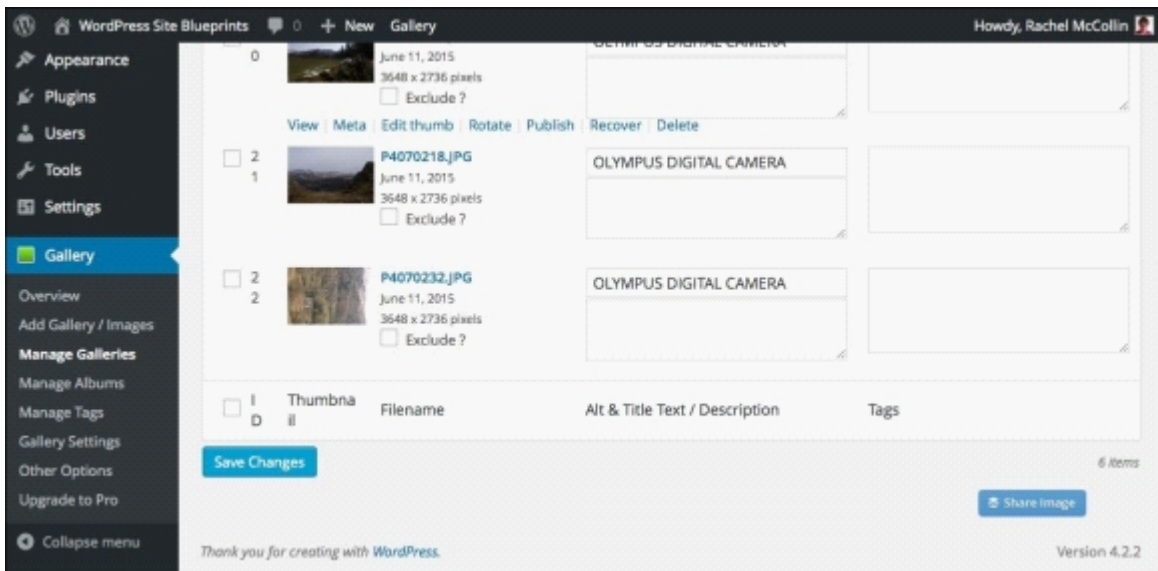 WordPress Site Blueprints 0 + New Gallery Howdy, Rachel McCollin
Appearance
Plugins
Users
Tools
Settings
Gallery
Overview
Add Gallery / Images
Manage Galleries
Manage Albums
Manage Tags
Gallery Settings
Other Options
Upgrade to Pro
Collapse menu
0
June 11, 2015
3648 x 2736 pixels
Exclude ?
OLYMPUS DIGITAL CAMERA
View | Meta | Edit thumb | Rotate | Publish | Recover | Delete
2
1
P4070218.JPG
June 11, 2015
3648 x 2736 pixels
Exclude ?
OLYMPUS DIGITAL CAMERA
2
2
P4070232.JPG
June 11, 2015
3648 x 2736 pixels
Exclude ?
OLYMPUS DIGITAL CAMERA
I
D
Thumbna
il
Filename
Alt & Title Text / Description
Tags
Save Changes
6 items
Share Image
Thank you for creating with WordPress.
Version 4.2.2